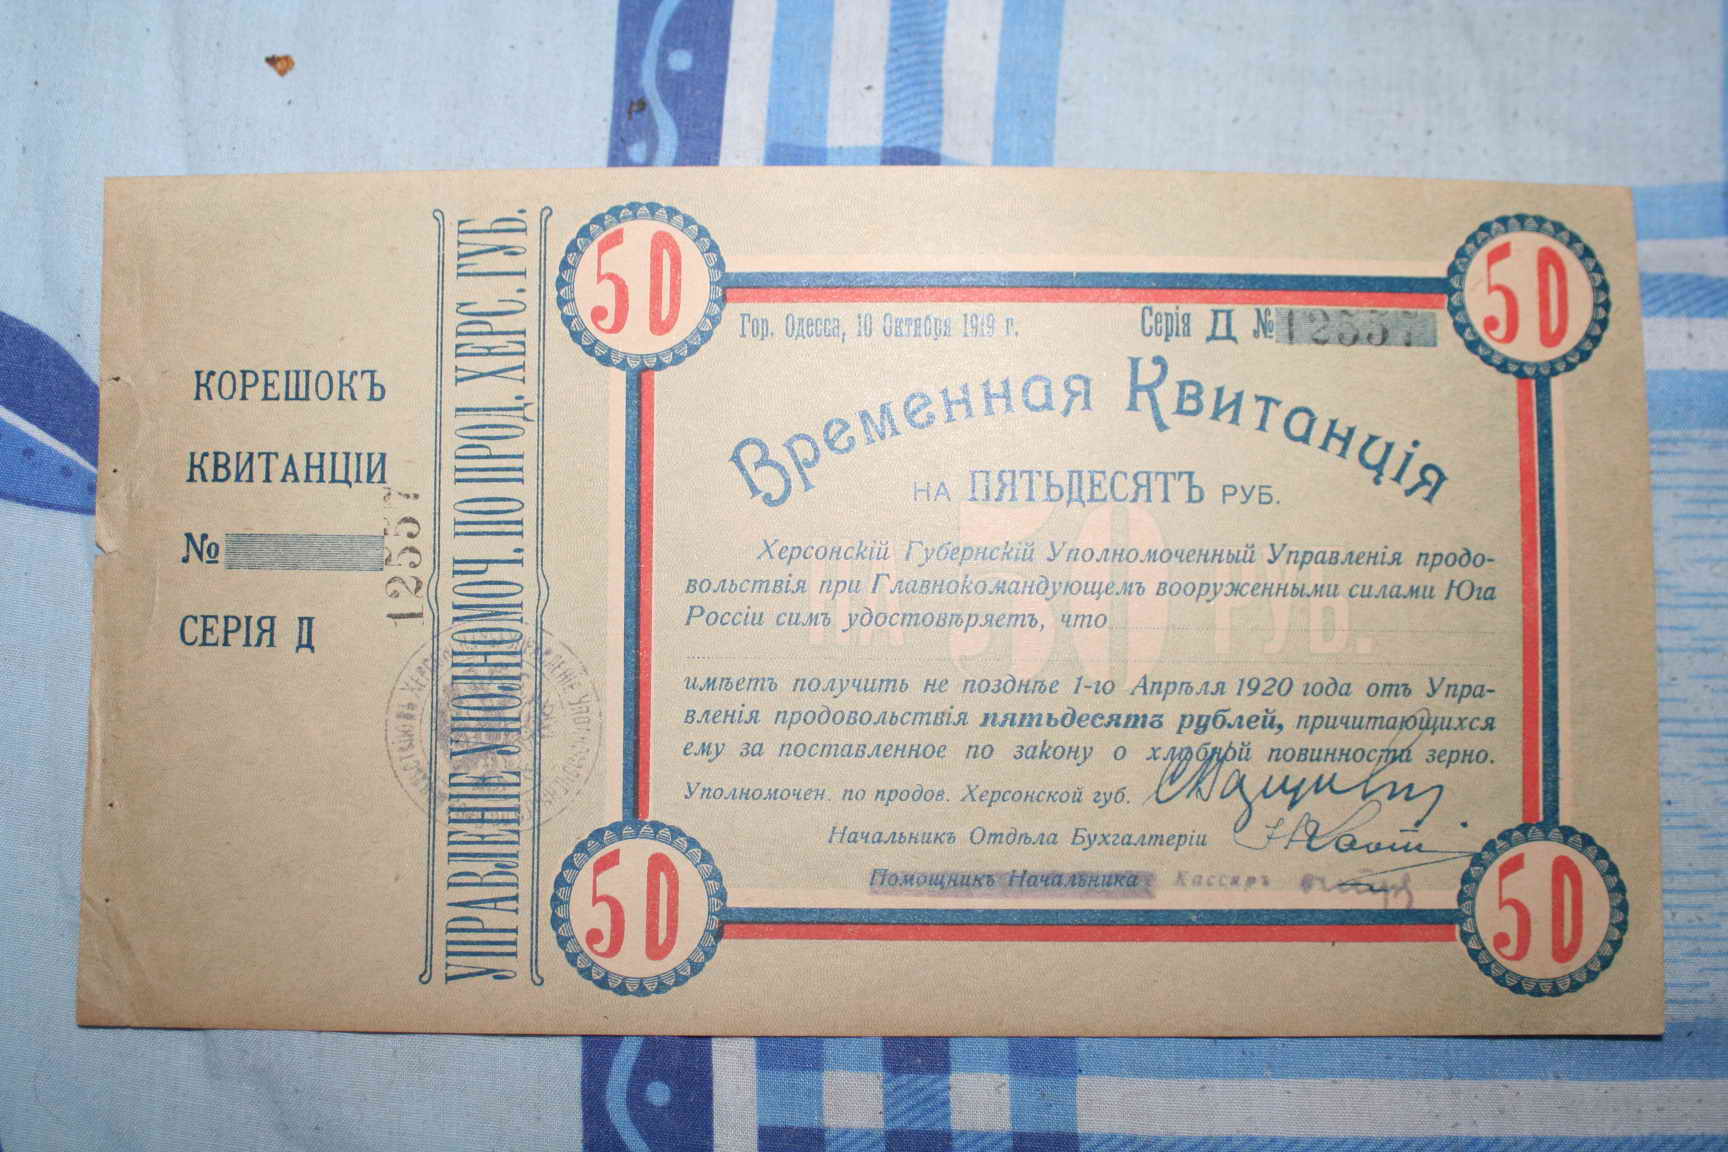 КОРЕШОКЪ
КВИТАНЦІИ
№
12557
СЕРІЯ Д
УПРАВЛЕНІЕ УПОЛНОМОЧ. ПО ПРОД. ХЕРС. ГУБ.
50
50
Гор. Одесса, 10 Октября 1919 г.
Серія Д № 12557
Временная Квитанція
НА ПЯТЬДЕСЯТЪ РУБ.
НА 50 РУБ.
Херсонскій Губернскій Уполномоченный Управленія продо-
вольствія при Главнокомандующемъ вооруженными силами Юга
Россіи симъ удостовѣряетъ, что
имѣетъ получить не позднѣе 1-го Апрѣля 1920 года отъ Упра-
вленія продовольствія пятьдесятъ рублей, причитающихся
ему за поставленное по закону о хлѣбной повинности зерно.
Уполномочен. по продов. Херсонской губ.
Начальникъ Отдѣла Бухгалтеріи
Помощникъ Начальника Кассиръ
50
50